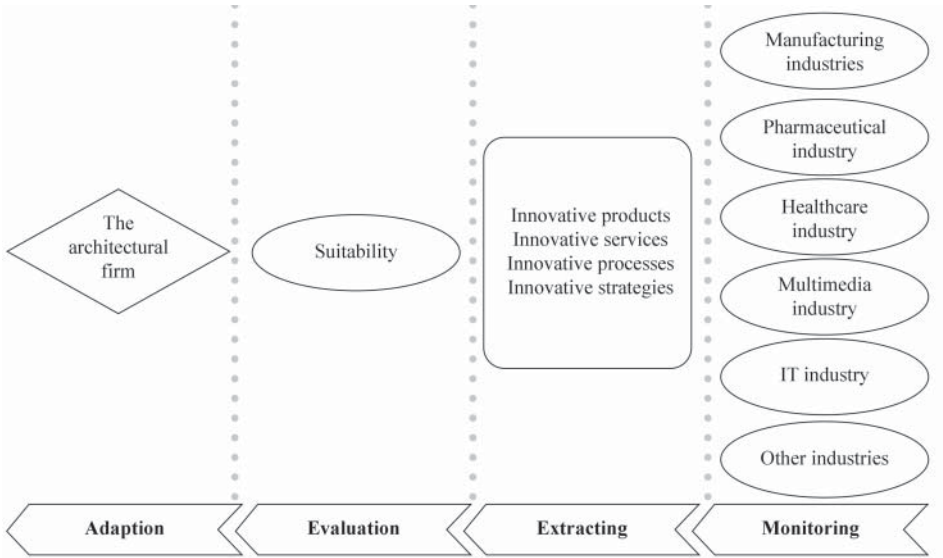 The
architectural
firm
Suitability
Innovative products
Innovative services
Innovative processes
Innovative strategies
Manufacturing
industries
Pharmaceutical
industry
Healthcare
industry
Multimedia
industry
IT industry
Other industries
Adaption
Evaluation
Extracting
Monitoring